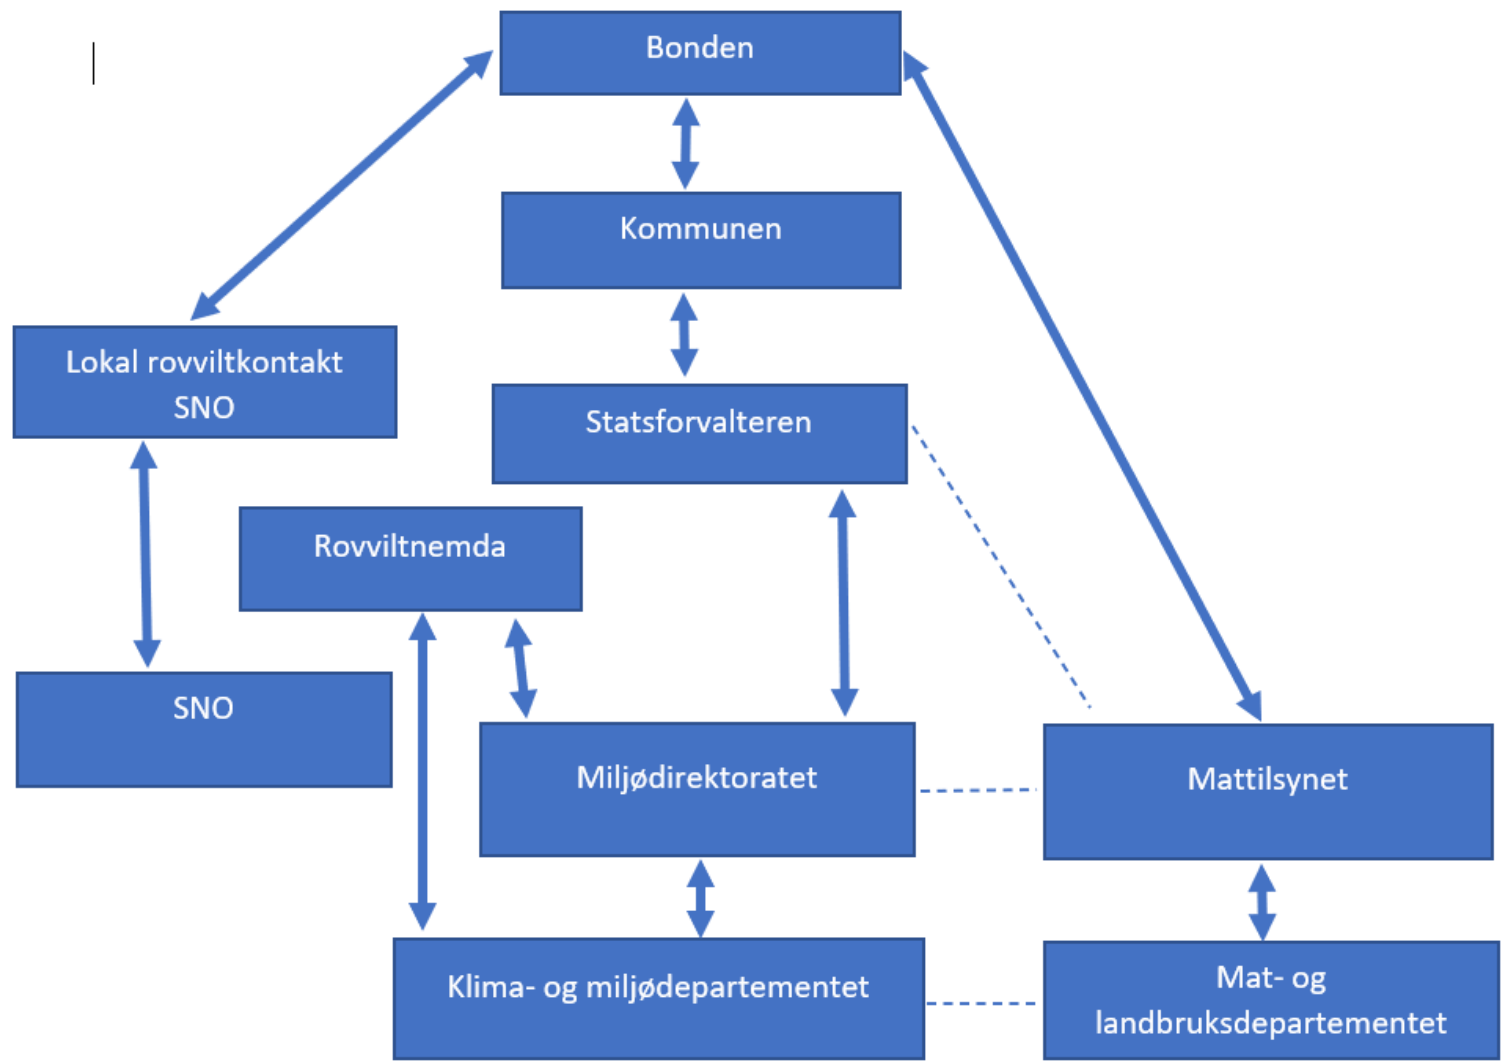 Bonden
Kommunen
Lokal rovviltkontakt
SNO
Statsforvalteren
Rovviltnemda
SNO
Miljødirektoratet
Mattilsynet
Klima- og miljødepartementet
Mat- og
landbruksdepartementet